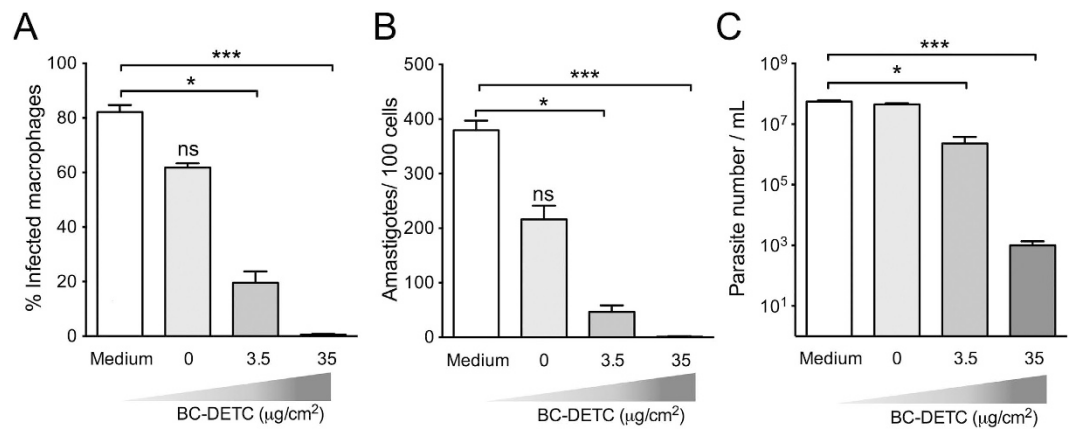 A
% Infected macrophages
100
80
60
40
20
0
***
*
ns
Medium 0 3.5 35
BC-DETC (μg/cm²)
B
Amastigotes/ 100 cells
500
400
300
200
100
0
***
*
ns
Medium 0 3.5 35
BC-DETC (μg/cm²)
C
Parasite number / mL
10⁹
10⁷
10⁵
10³
10¹
***
*
Medium 0 3.5 35
BC-DETC (μg/cm²)